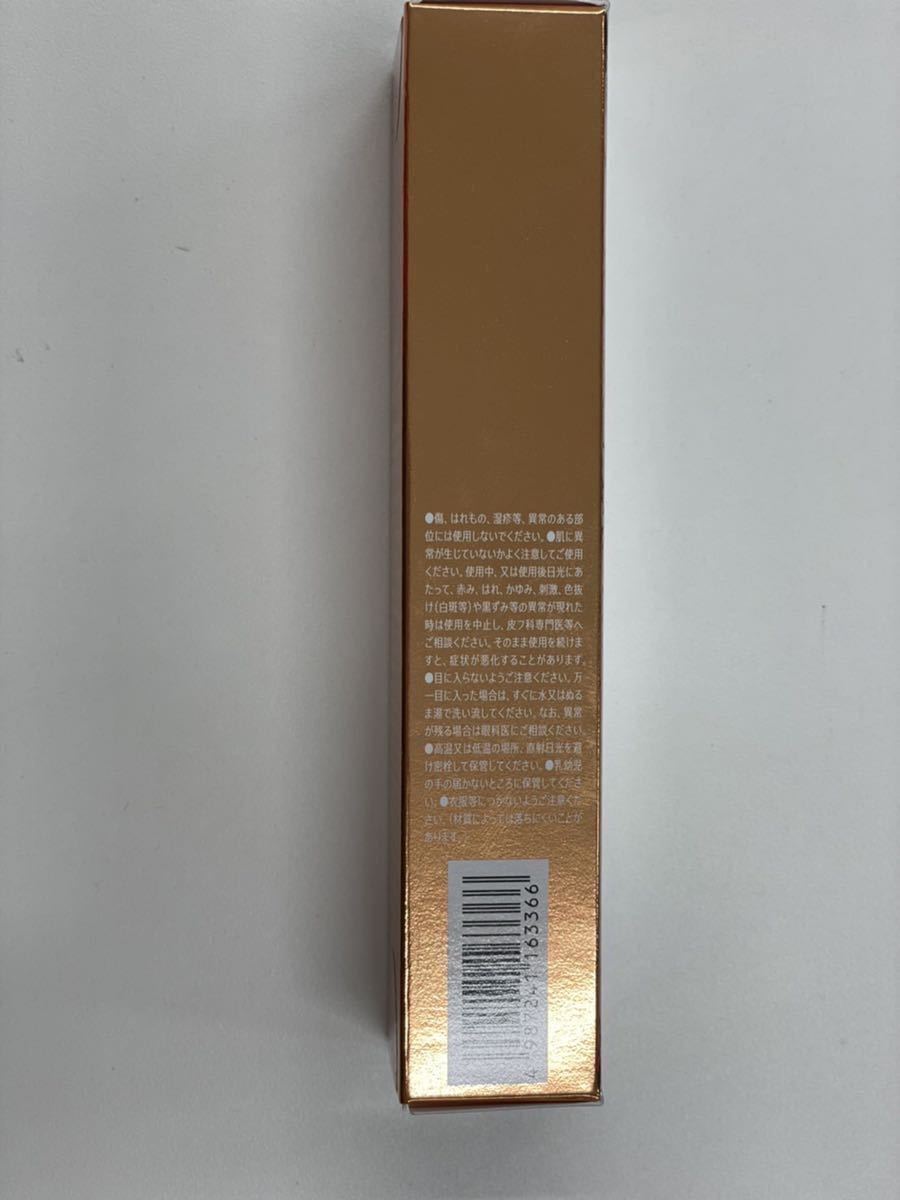 ●傷、はれもの、湿疹等、異常のある部
位には使用しないでください。●肌に異
常が生じていないかよく注意してご使用
ください。使用中、又は使用後日光にあ
たって、赤み、はれ、かゆみ、刺激、色抜
け(白斑等)や黒ずみ等の異常が現れた
時は使用を中止し、皮フ科専門医等へ
ご相談ください。そのまま使用を続けま
すと、症状が悪化することがあります。
●目に入らないようご注意ください。万
一目に入った場合は、すぐに水又はぬる
ま湯で洗い流してください。なお、異常
が残る場合は眼科医にご相談ください。
●高温又は低温の場所、直射日光を避
け密栓して保管してください。●乳幼児
の手の届かないところに保管してくださ
い。●衣服等につかないようご注意くだ
さい。(材質によっては落ちにくいことが
あります。)
4 987241 163366